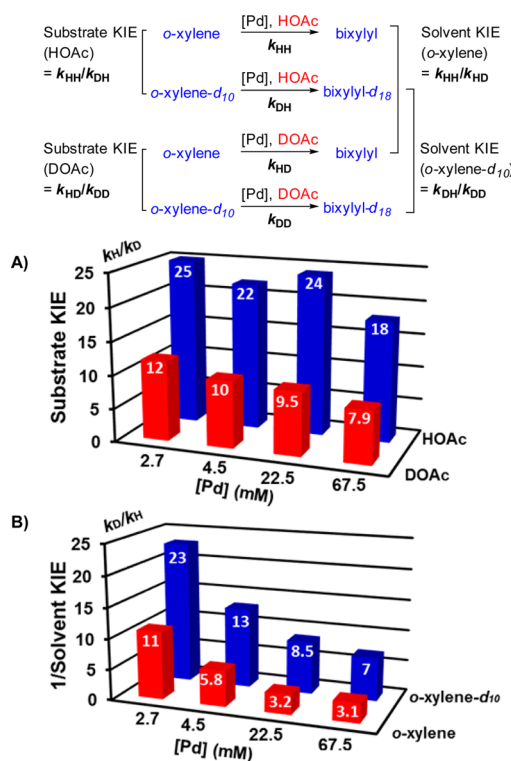 Substrate KIE
(HOAc)
= kHH/kDH
o-xylene
[Pd], HOAc
kHH
bixylyl
o-xylene-d10
[Pd], HOAc
kDH
bixylyl-d18
Solvent KIE
(o-xylene)
= kHH/kHD
Substrate KIE
(DOAc)
= kHD/kDD
o-xylene
[Pd], DOAc
kHD
bixylyl
o-xylene-d10
[Pd], DOAc
kDD
bixylyl-d18
Solvent KIE
(o-xylene-d10)
= kDH/kDD
A)
kH/kD
Substrate KIE
25
20
15
10
5
0
25
22
24
18
12
10
9.5
7.9
HOAc
DOAc
2.7
4.5
22.5
67.5
[Pd] (mM)
B)
kD/kH
1/Solvent KIE
25
20
15
10
5
0
23
13
8.5
7
11
5.8
3.2
3.1
o-xylene-d10
o-xylene
2.7
4.5
22.5
67.5
[Pd] (mM)